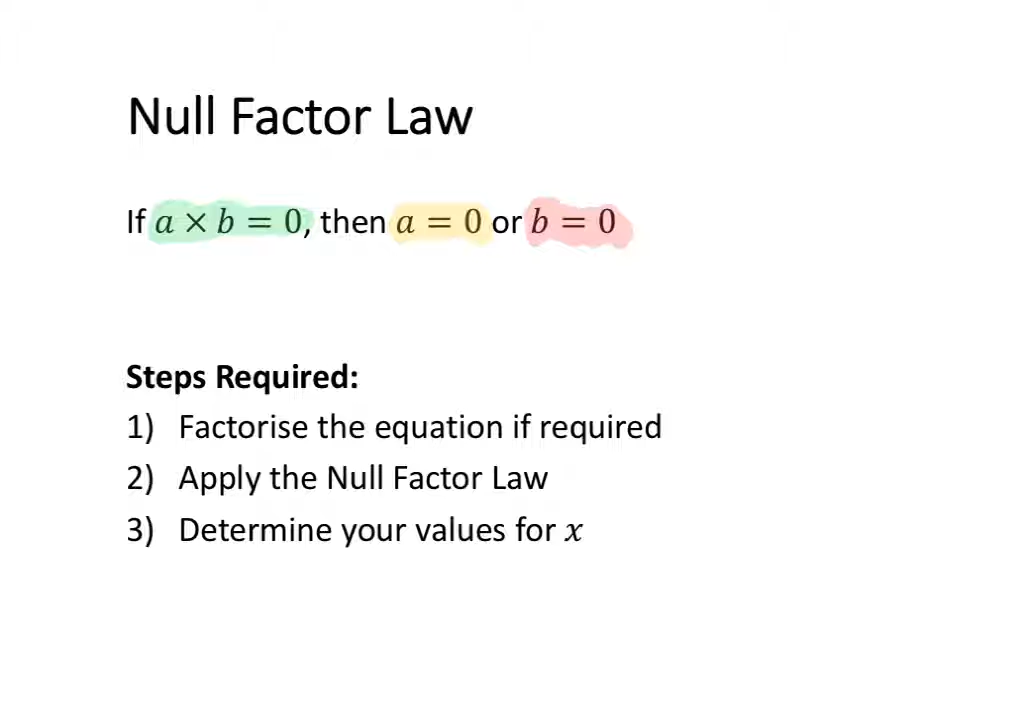 Null Factor Law
If a × b = 0, then a = 0 or b = 0
Steps Required:
1) Factorise the equation if required
2) Apply the Null Factor Law
3) Determine your values for x